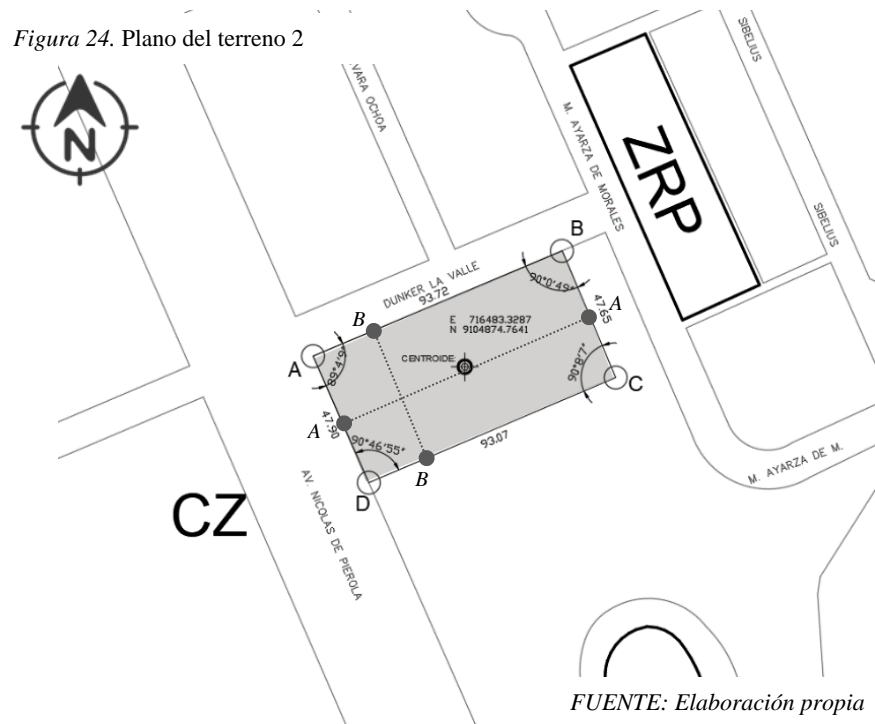 Figura 24. Plano del terreno 2
N
VARA OCHOA
M. AYARZA DE MORALES
ZRP
SIBELIUS
SIBELIUS
DUNKER LA VALLE
93.72
B
90°0'49"
47.65
A
B
E 716483.3287
N 9104874.7641
CENTROIDE:
A
89°4'9"
90°8'7"
C
A
47.90
90°46'55"
93.07
B
D
M. AYARZA DE M.
CZ
AV. NICOLAS DE PIEROLA
FUENTE: Elaboración propia